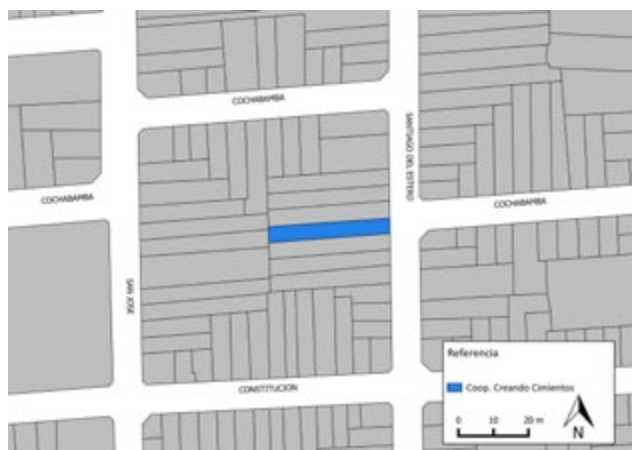 COCHABAMBA
SANTIAGO DEL ESTERO
COCHABAMBA
COCHABAMBA
SAN JOSE
CONSTITUCION
Referencia
Coop. Creando Cimientos
0 10 20 m
N